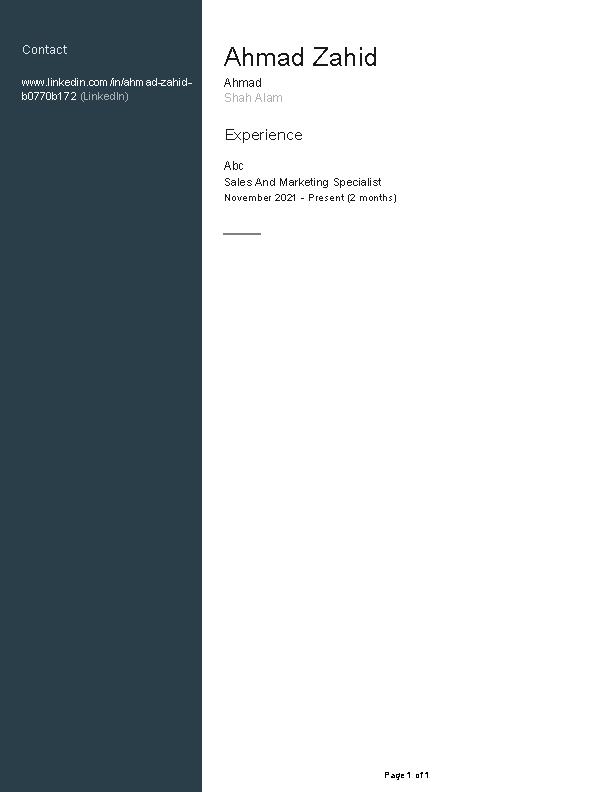 Contact
www.linkedin.com/in/ahmad-zahid-
b0770b172 (LinkedIn)
Ahmad Zahid
Ahmad
Shah Alam
Experience
Abc
Sales And Marketing Specialist
November 2021 - Present (2 months)
Page 1 of 1